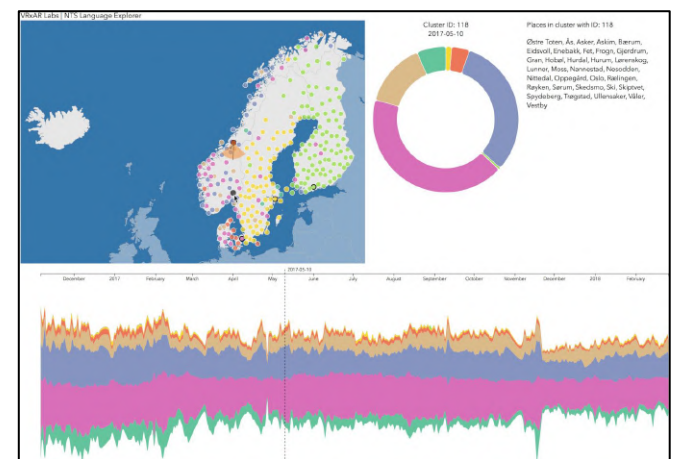 VRxAR Labs | NTS Language Explorer
Cluster ID: 118
2017-05-10
Places in cluster with ID: 118
Østre Toten, Ås, Asker, Askim, Bærum,
Eidsvoll, Enebakk, Fet, Frogn, Gjerdrum,
Gran, Hobøl, Hurdal, Hurum, Lørenskog,
Lunner, Moss, Nannestad, Nesodden,
Nittedal, Oppegård, Oslo, Rælingen,
Røyken, Sørum, Skedsmo, Ski, Skiptvet,
Spydeberg, Trøgstad, Ullensaker, Våler,
Vestby
2017-05-10
December 2017 February March April May June July August September October November December 2018 February